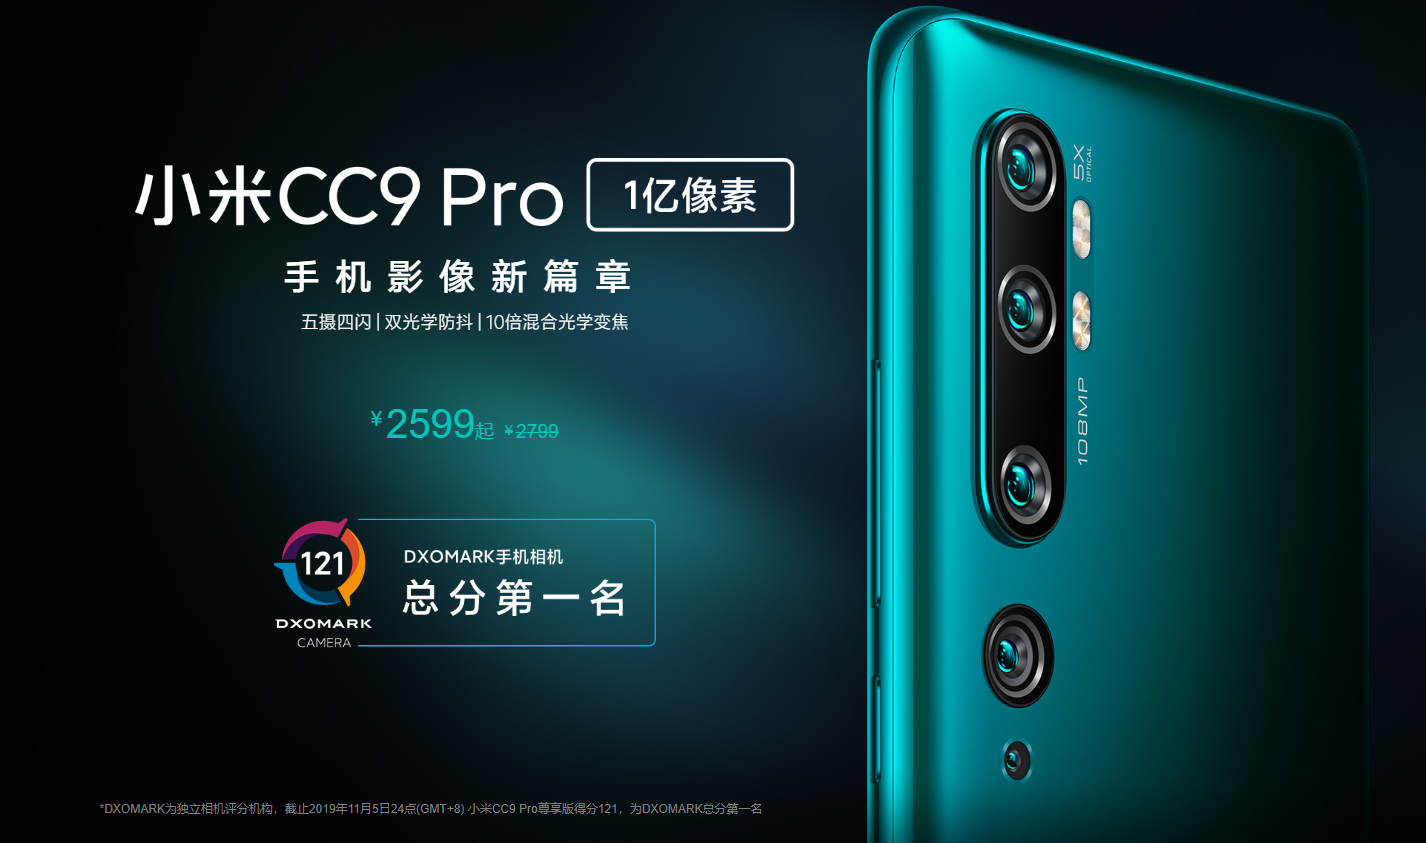 小米CC9 Pro 1亿像素
手机影像新篇章
五摄四闪 | 双光学防抖 | 10倍混合光学变焦
¥2599起 ¥2799
121
DXOMARK
CAMERA
DXOMARK手机相机
总分第一名
5X
OPTICAL
108MP
*DXOMARK为独立相机评分机构，截止2019年11月5日24点(GMT+8) 小米CC9 Pro尊享版得分121，为DXOMARK总分第一名